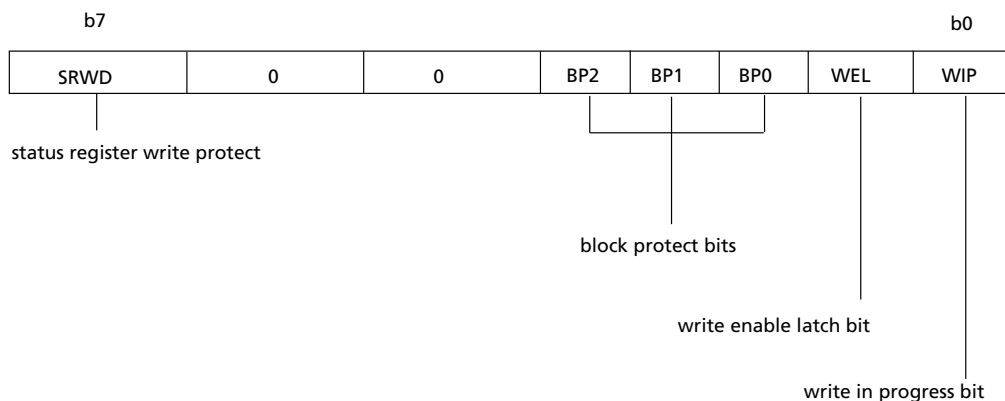 b7 b0
SRWD 0 0 BP2 BP1 BP0 WEL WIP
status register write protect
block protect bits
write enable latch bit
write in progress bit